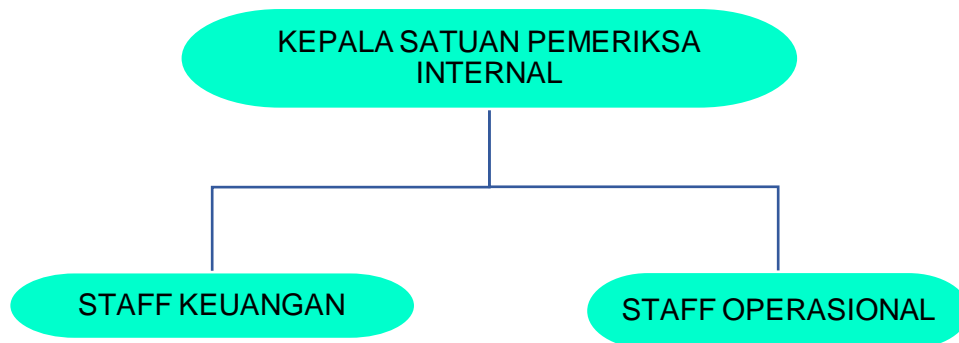 KEPALA SATUAN PEMERIKSA
INTERNAL
STAFF KEUANGAN
STAFF OPERASIONAL